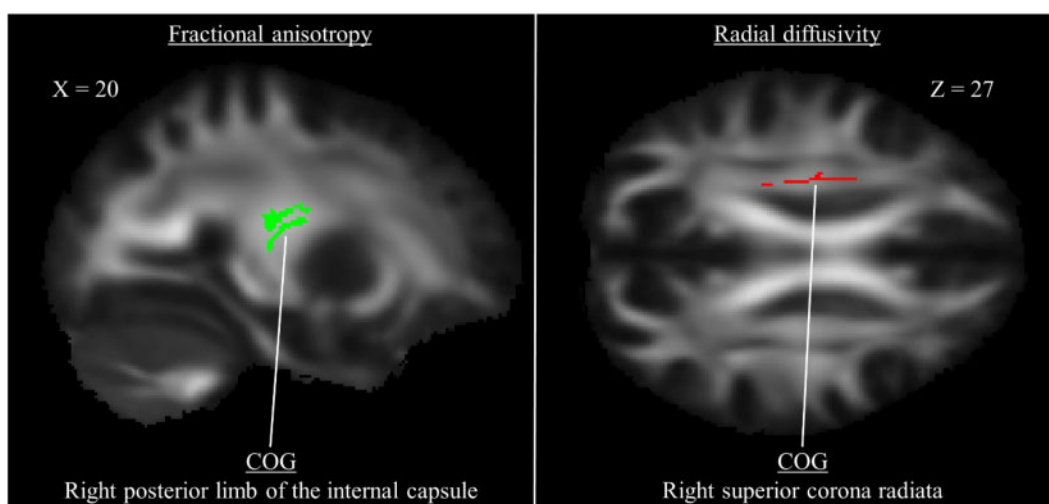 Fractional anisotropy
X = 20
COG
Right posterior limb of the internal capsule
Radial diffusivity
Z = 27
COG
Right superior corona radiata